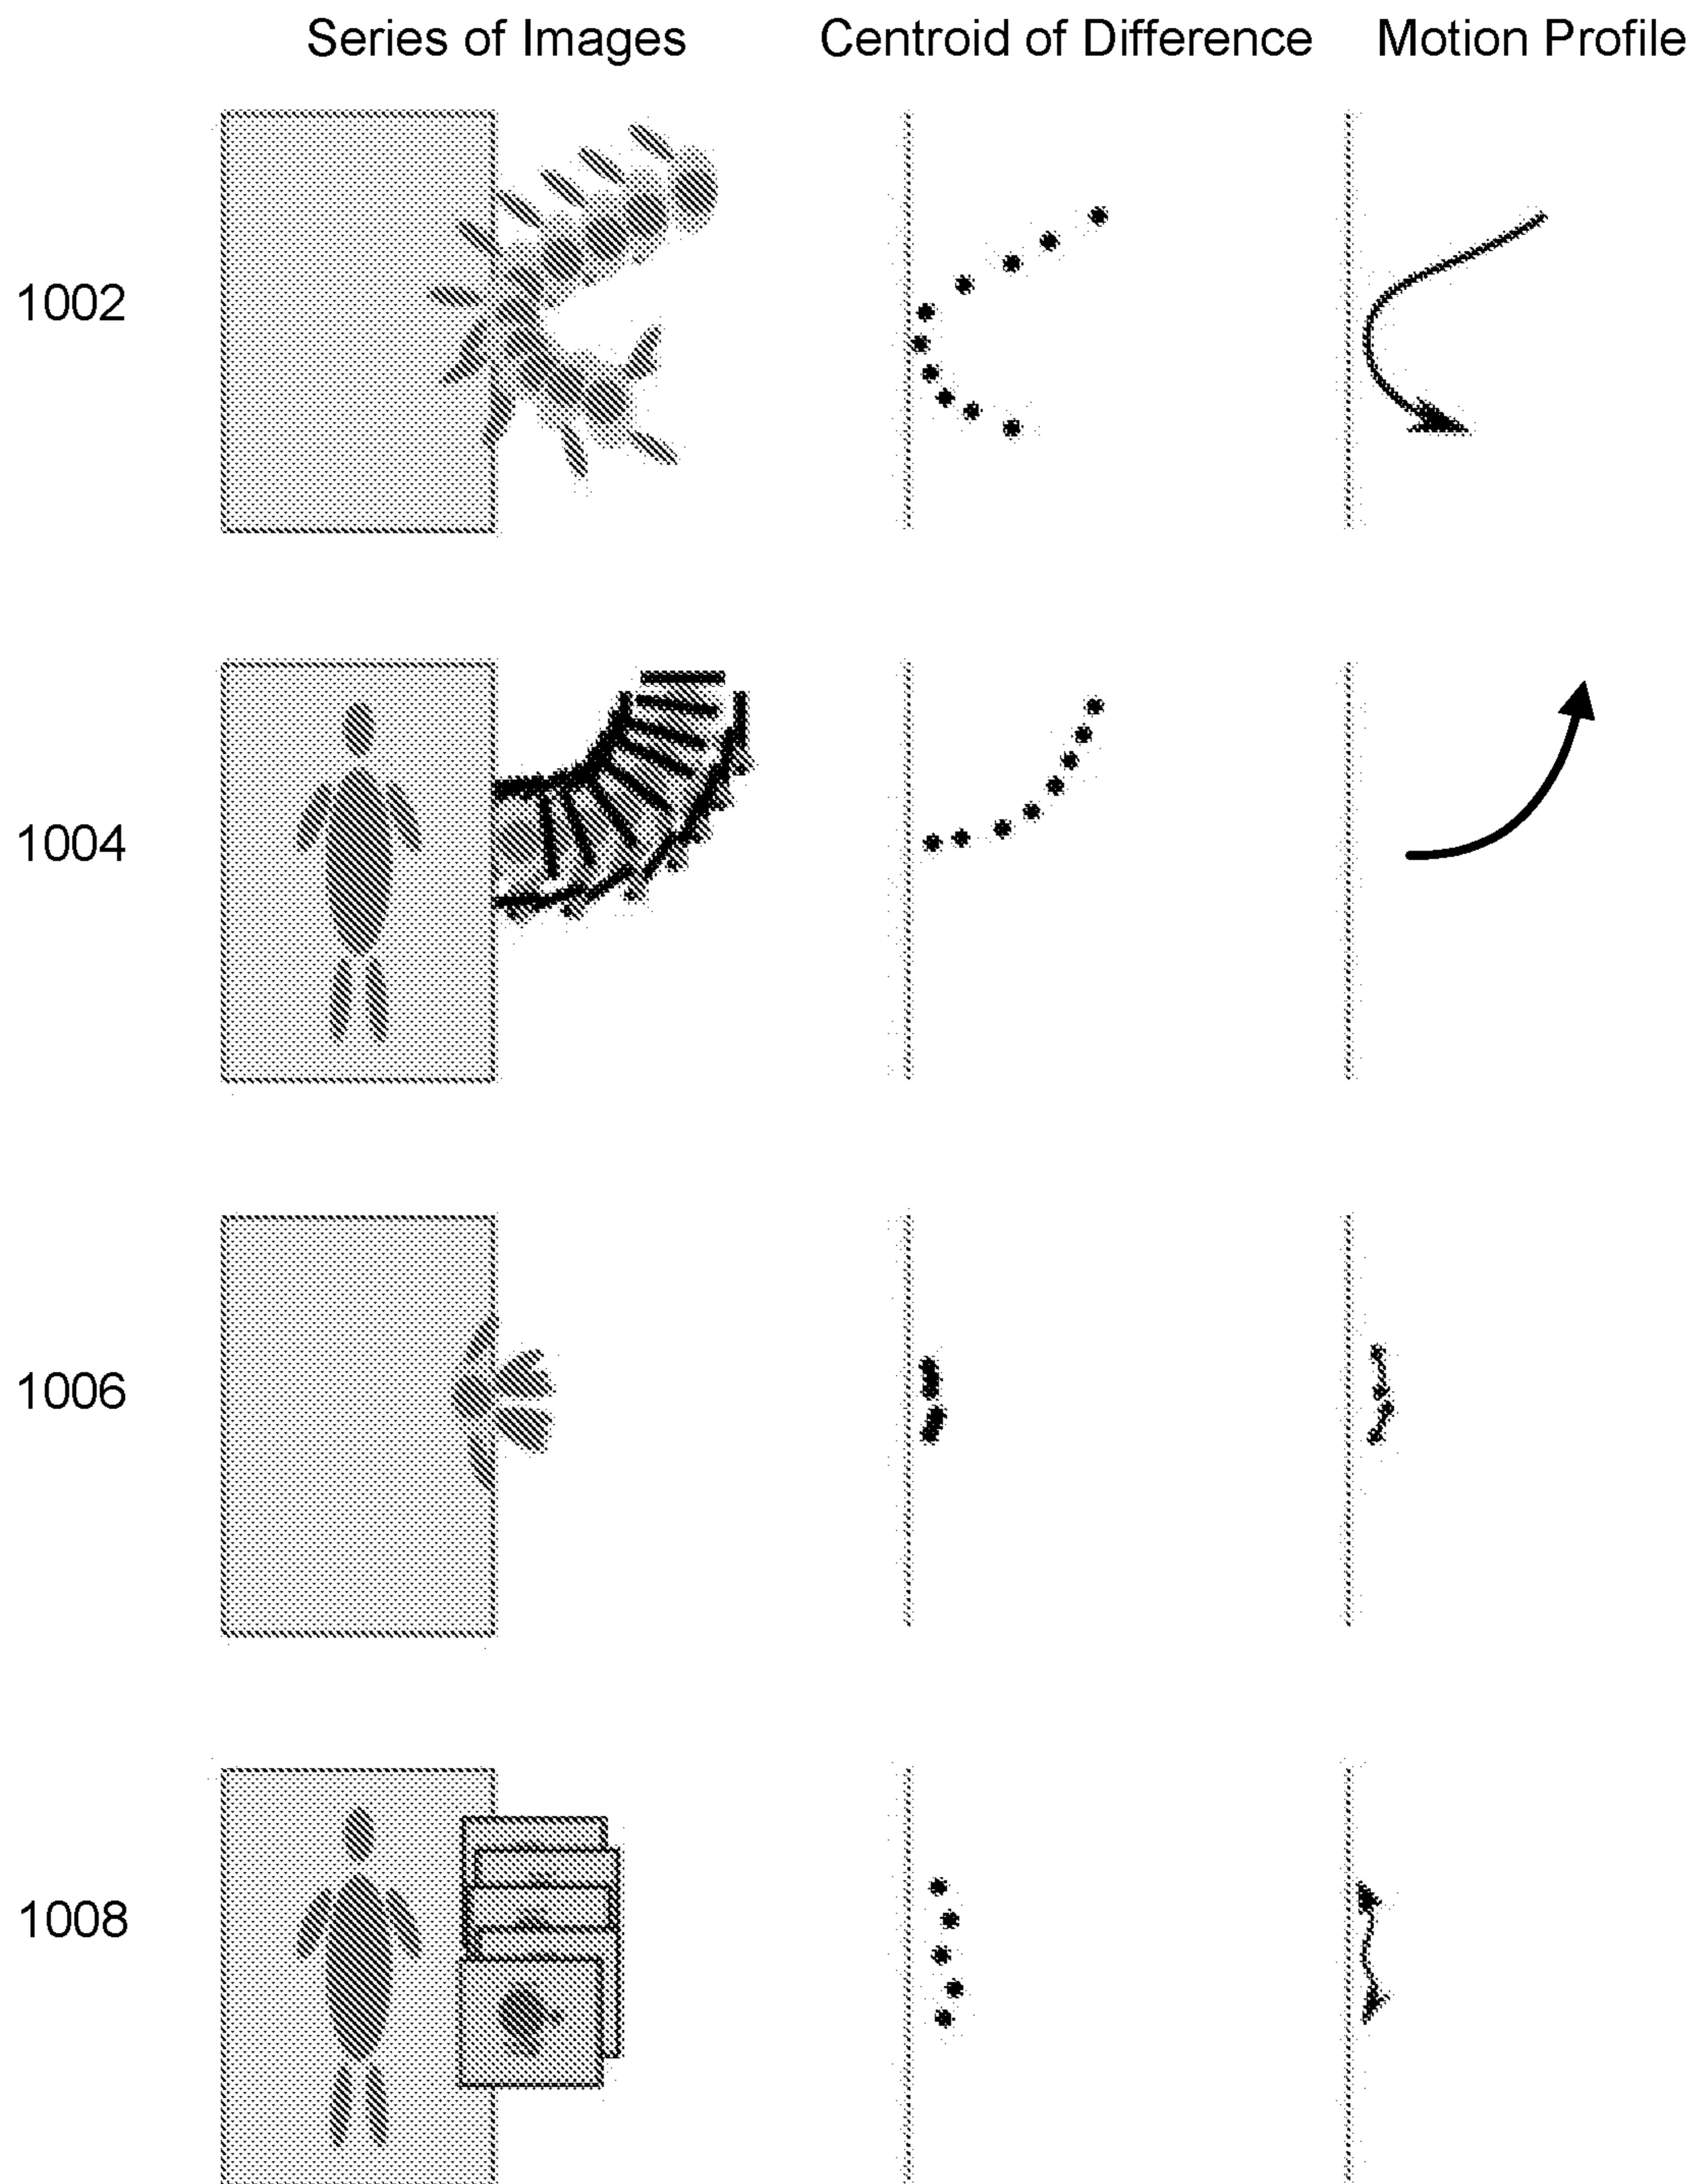 Series of Images Centroid of Difference Motion Profile
1002
1004
1006
1008